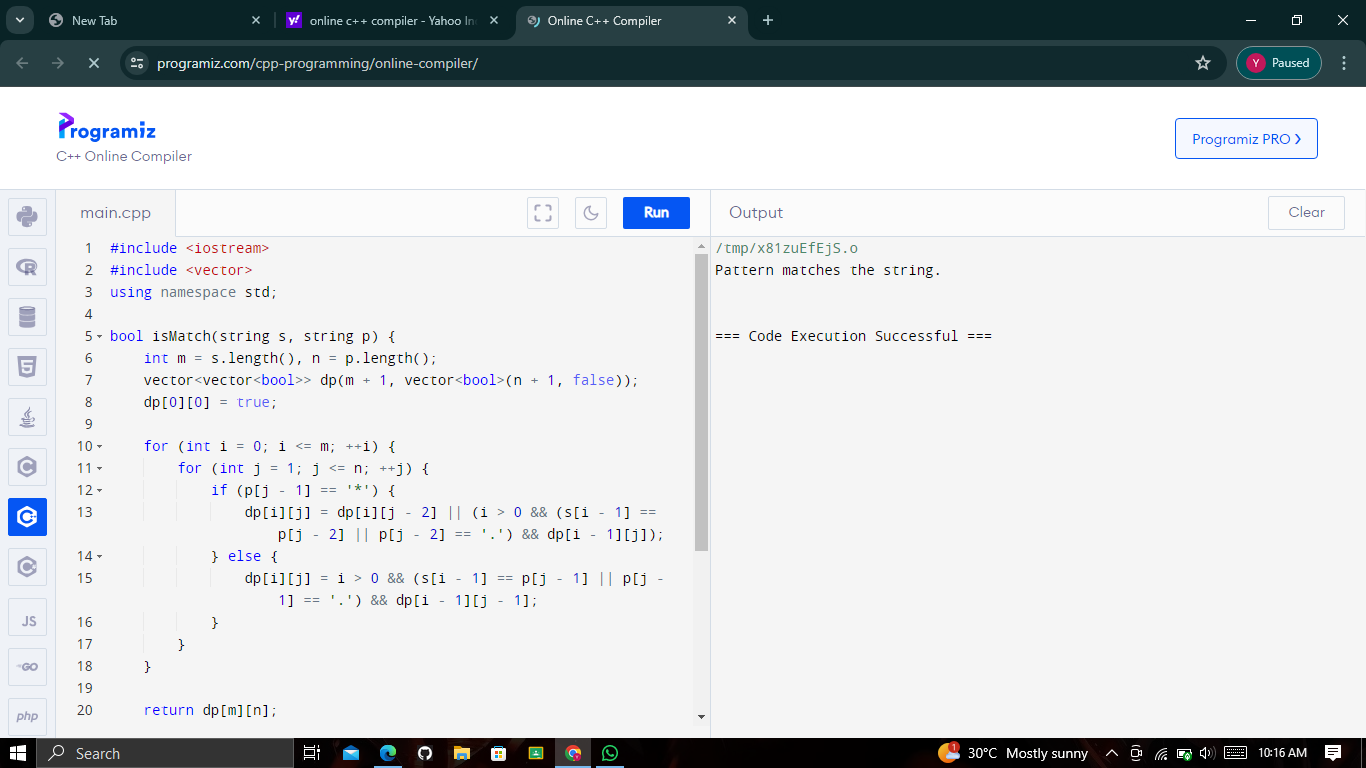 New Tab
online c++ compiler - Yahoo In
Online C++ Compiler
programiz.com/cpp-programming/online-compiler/
Y
Paused
Programiz
C++ Online Compiler
Programiz PRO
main.cpp
Run
Output
Clear
1 #include <iostream>
2 #include <vector>
3 using namespace std;
4
5 bool isMatch(string s, string p) {
6     int m = s.length(), n = p.length();
7     vector<vector<bool>> dp(m + 1, vector<bool>(n + 1, false));
8     dp[0][0] = true;
9
10     for (int i = 0; i <= m; ++i) {
11         for (int j = 1; j <= n; ++j) {
12             if (p[j - 1] == '*') {
13                 dp[i][j] = dp[i][j - 2] || (i > 0 && (s[i - 1] ==
p[j - 2] || p[j - 2] == '.') && dp[i - 1][j]);
14             } else {
15                 dp[i][j] = i > 0 && (s[i - 1] == p[j - 1] || p[j -
1] == '.') && dp[i - 1][j - 1];
16             }
17         }
18     }
19
20     return dp[m][n];
/tmp/x81zuEfEjS.o
Pattern matches the string.
=== Code Execution Successful ===
JS
GO
php
Search
1
30°C Mostly sunny
10:16 AM